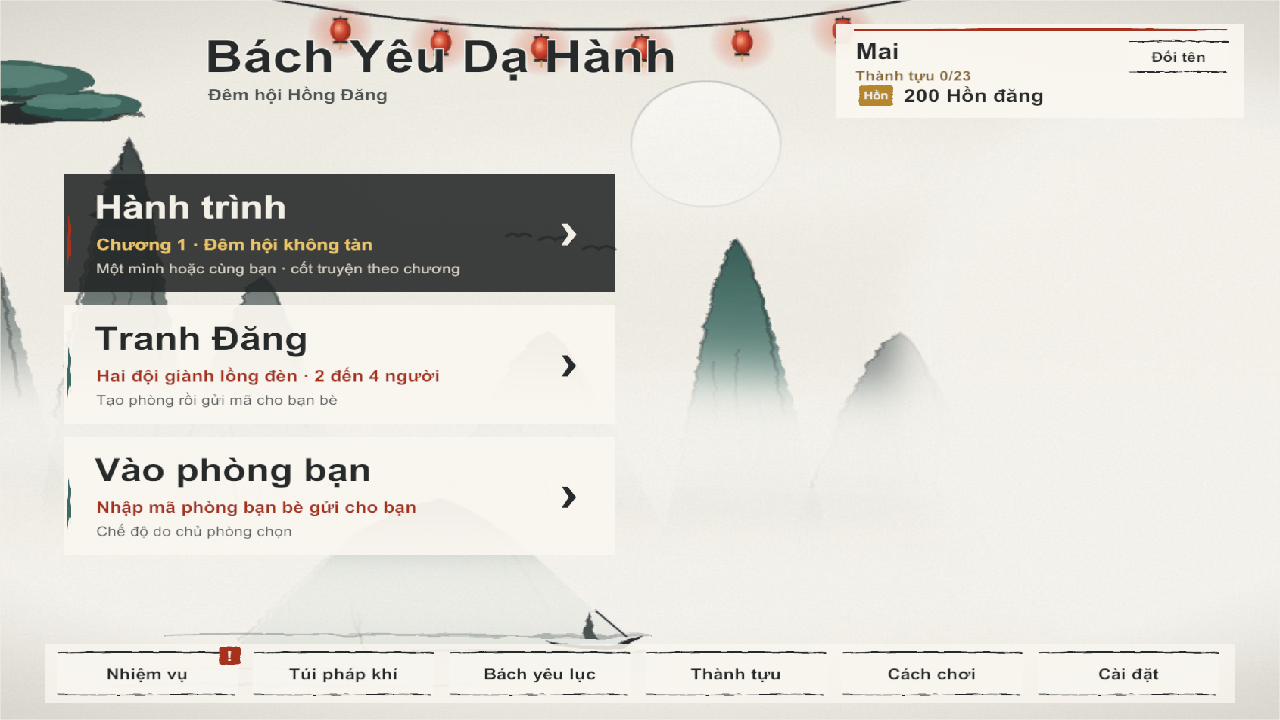 Bách Yêu Dạ Hành
Đêm hội Hồng Đăng
Mai
Đổi tên
Thành tựu 0/23
Hồn 200 Hồn đăng
Hành trình
Chương 1 · Đêm hội không tàn
Một mình hoặc cùng bạn · cốt truyện theo chương
Tranh Đăng
Hai đội giành lồng đèn · 2 đến 4 người
Tạo phòng rồi gửi mã cho bạn bè
Vào phòng bạn
Nhập mã phòng bạn bè gửi cho bạn
Chế độ do chủ phòng chọn
Nhiệm vụ ! Túi pháp khí Bách yêu lục Thành tựu Cách chơi Cài đặt